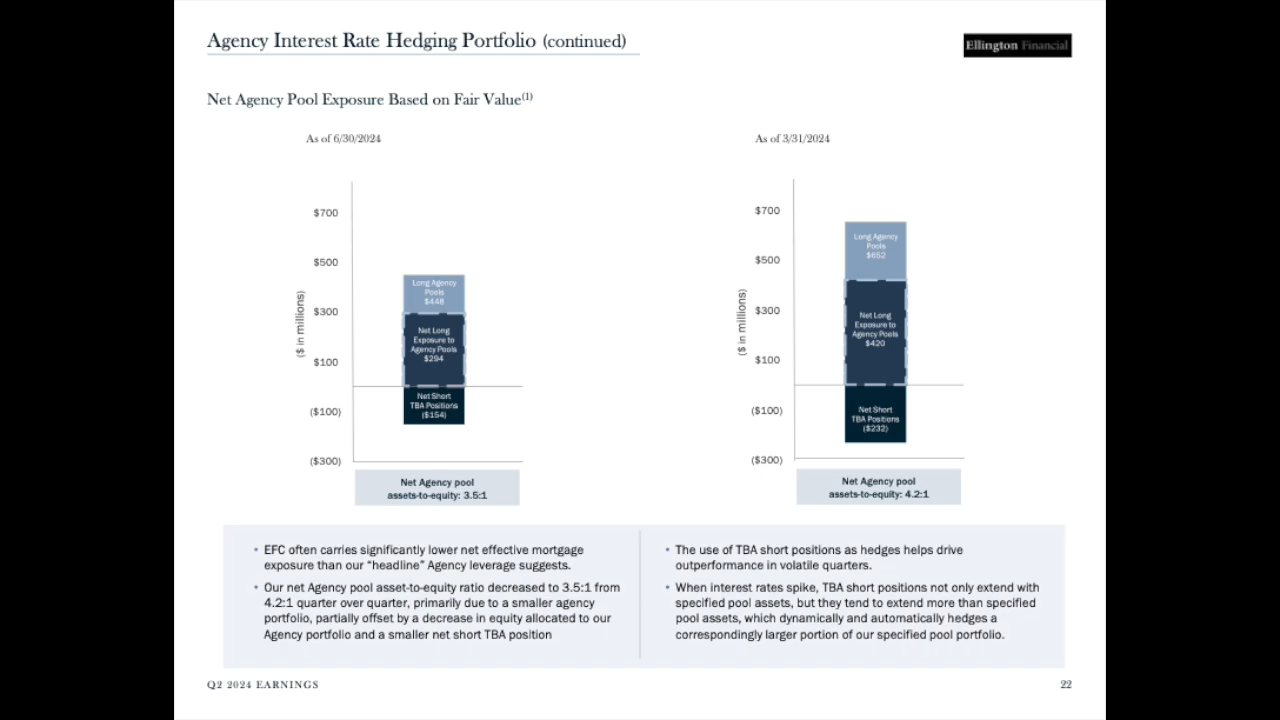 Agency Interest Rate Hedging Portfolio (continued)
Ellington Financial
Net Agency Pool Exposure Based on Fair Value(1)
As of 6/30/2024
($ in millions)
$700
$500
$300
$100
($100)
($300)
Long Agency
Pools
$448
Net Long
Exposure to
Agency Pools
$294
Net Short
TBA Positions
($154)
Net Agency pool
assets-to-equity: 3.5:1
As of 3/31/2024
($ in millions)
$700
$500
$300
$100
($100)
($300)
Long Agency
Pools
$652
Net Long
Exposure to
Agency Pools
$420
Net Short
TBA Positions
($232)
Net Agency pool
assets-to-equity: 4.2:1
• EFC often carries significantly lower net effective mortgage
exposure than our “headline” Agency leverage suggests.
• Our net Agency pool asset-to-equity ratio decreased to 3.5:1 from
4.2:1 quarter over quarter, primarily due to a smaller agency
portfolio, partially offset by a decrease in equity allocated to our
Agency portfolio and a smaller net short TBA position
• The use of TBA short positions as hedges helps drive
outperformance in volatile quarters.
• When interest rates spike, TBA short positions not only extend with
specified pool assets, but they tend to extend more than specified
pool assets, which dynamically and automatically hedges a
correspondingly larger portion of our specified pool portfolio.
Q2 2024 EARNINGS
22